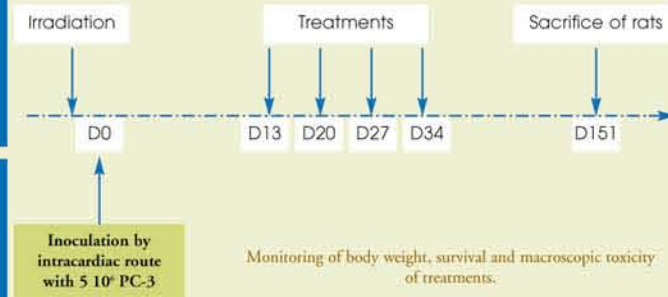 Irradiation
Treatments
Sacrifice of rats
D0
D13
D20
D27
D34
D151
Inoculation by
intracardiac route
with 5 10⁶ PC-3
Monitoring of body weight, survival and macroscopic toxicity
of treatments.